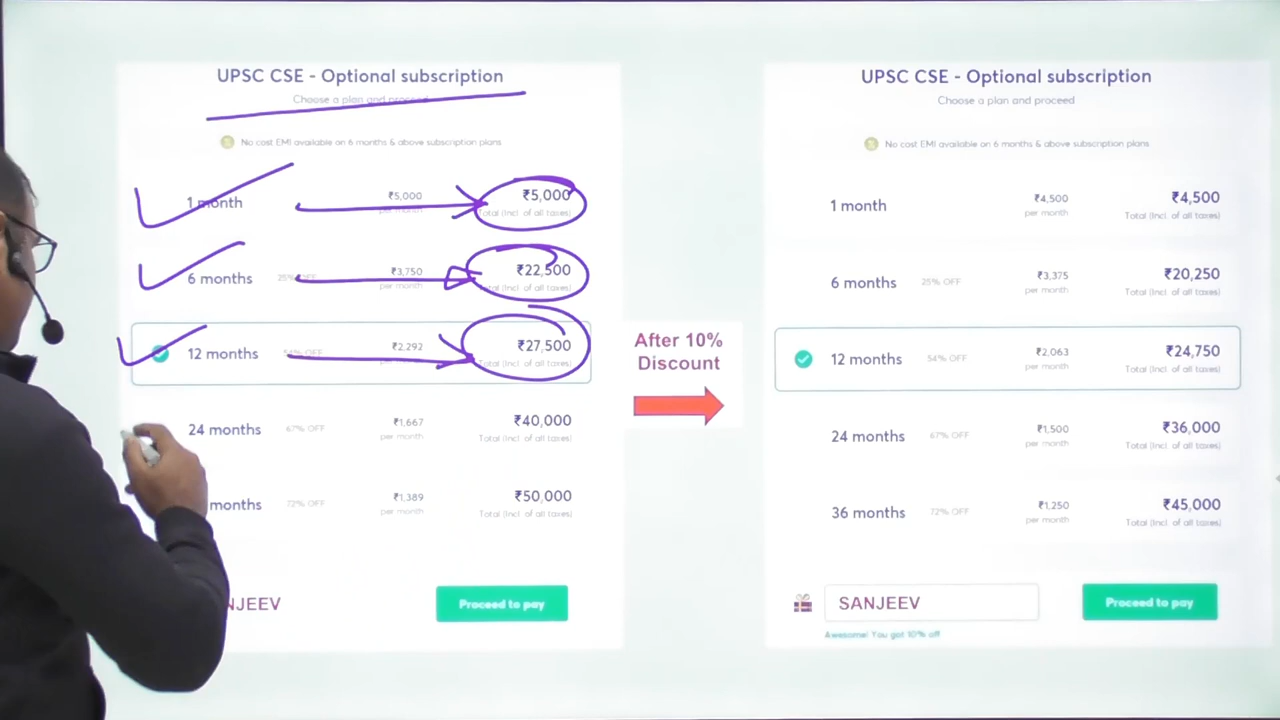 UPSC CSE - Optional subscription
Choose a plan and proceed
No cost EMI available on 6 months & above subscription plans
1 month ₹5,000 ₹5,000
per month Total (Incl. of all taxes)
6 months 25% OFF ₹3,750 ₹22,500
per month Total (Incl. of all taxes)
12 months 54% OFF ₹2,292 ₹27,500
per month Total (Incl. of all taxes)
24 months 67% OFF ₹1,667 ₹40,000
per month Total (Incl. of all taxes)
months 72% OFF ₹1,389 ₹50,000
per month Total (Incl. of all taxes)
NJEEV Proceed to pay
After 10%
Discount
UPSC CSE - Optional subscription
Choose a plan and proceed
No cost EMI available on 6 months & above subscription plans
1 month ₹4,500 ₹4,500
per month Total (Incl. of all taxes)
6 months 25% OFF ₹3,375 ₹20,250
per month Total (Incl. of all taxes)
12 months 54% OFF ₹2,063 ₹24,750
per month Total (Incl. of all taxes)
24 months 67% OFF ₹1,500 ₹36,000
per month Total (Incl. of all taxes)
36 months 72% OFF ₹1,250 ₹45,000
per month Total (Incl. of all taxes)
SANJEEV Proceed to pay
Awesome! You got 10% off